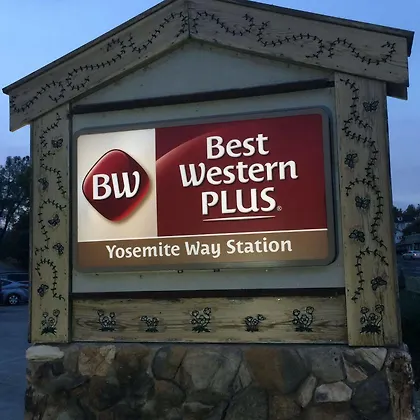 BW
Best
Western
PLUS®
Yosemite Way Station